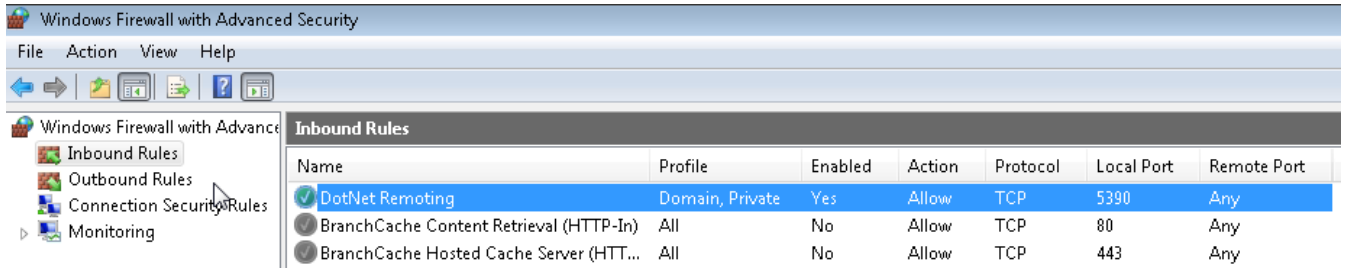 Windows Firewall with Advanced Security
File Action View Help
Windows Firewall with Advance
Inbound Rules
Inbound Rules
Outbound Rules
Connection Security Rules
Monitoring
Name Profile Enabled Action Protocol Local Port Remote Port
DotNet Remoting Domain, Private Yes Allow TCP 5390 Any
BranchCache Content Retrieval (HTTP-In) All No Allow TCP 80 Any
BranchCache Hosted Cache Server (HTT... All No Allow TCP 443 Any